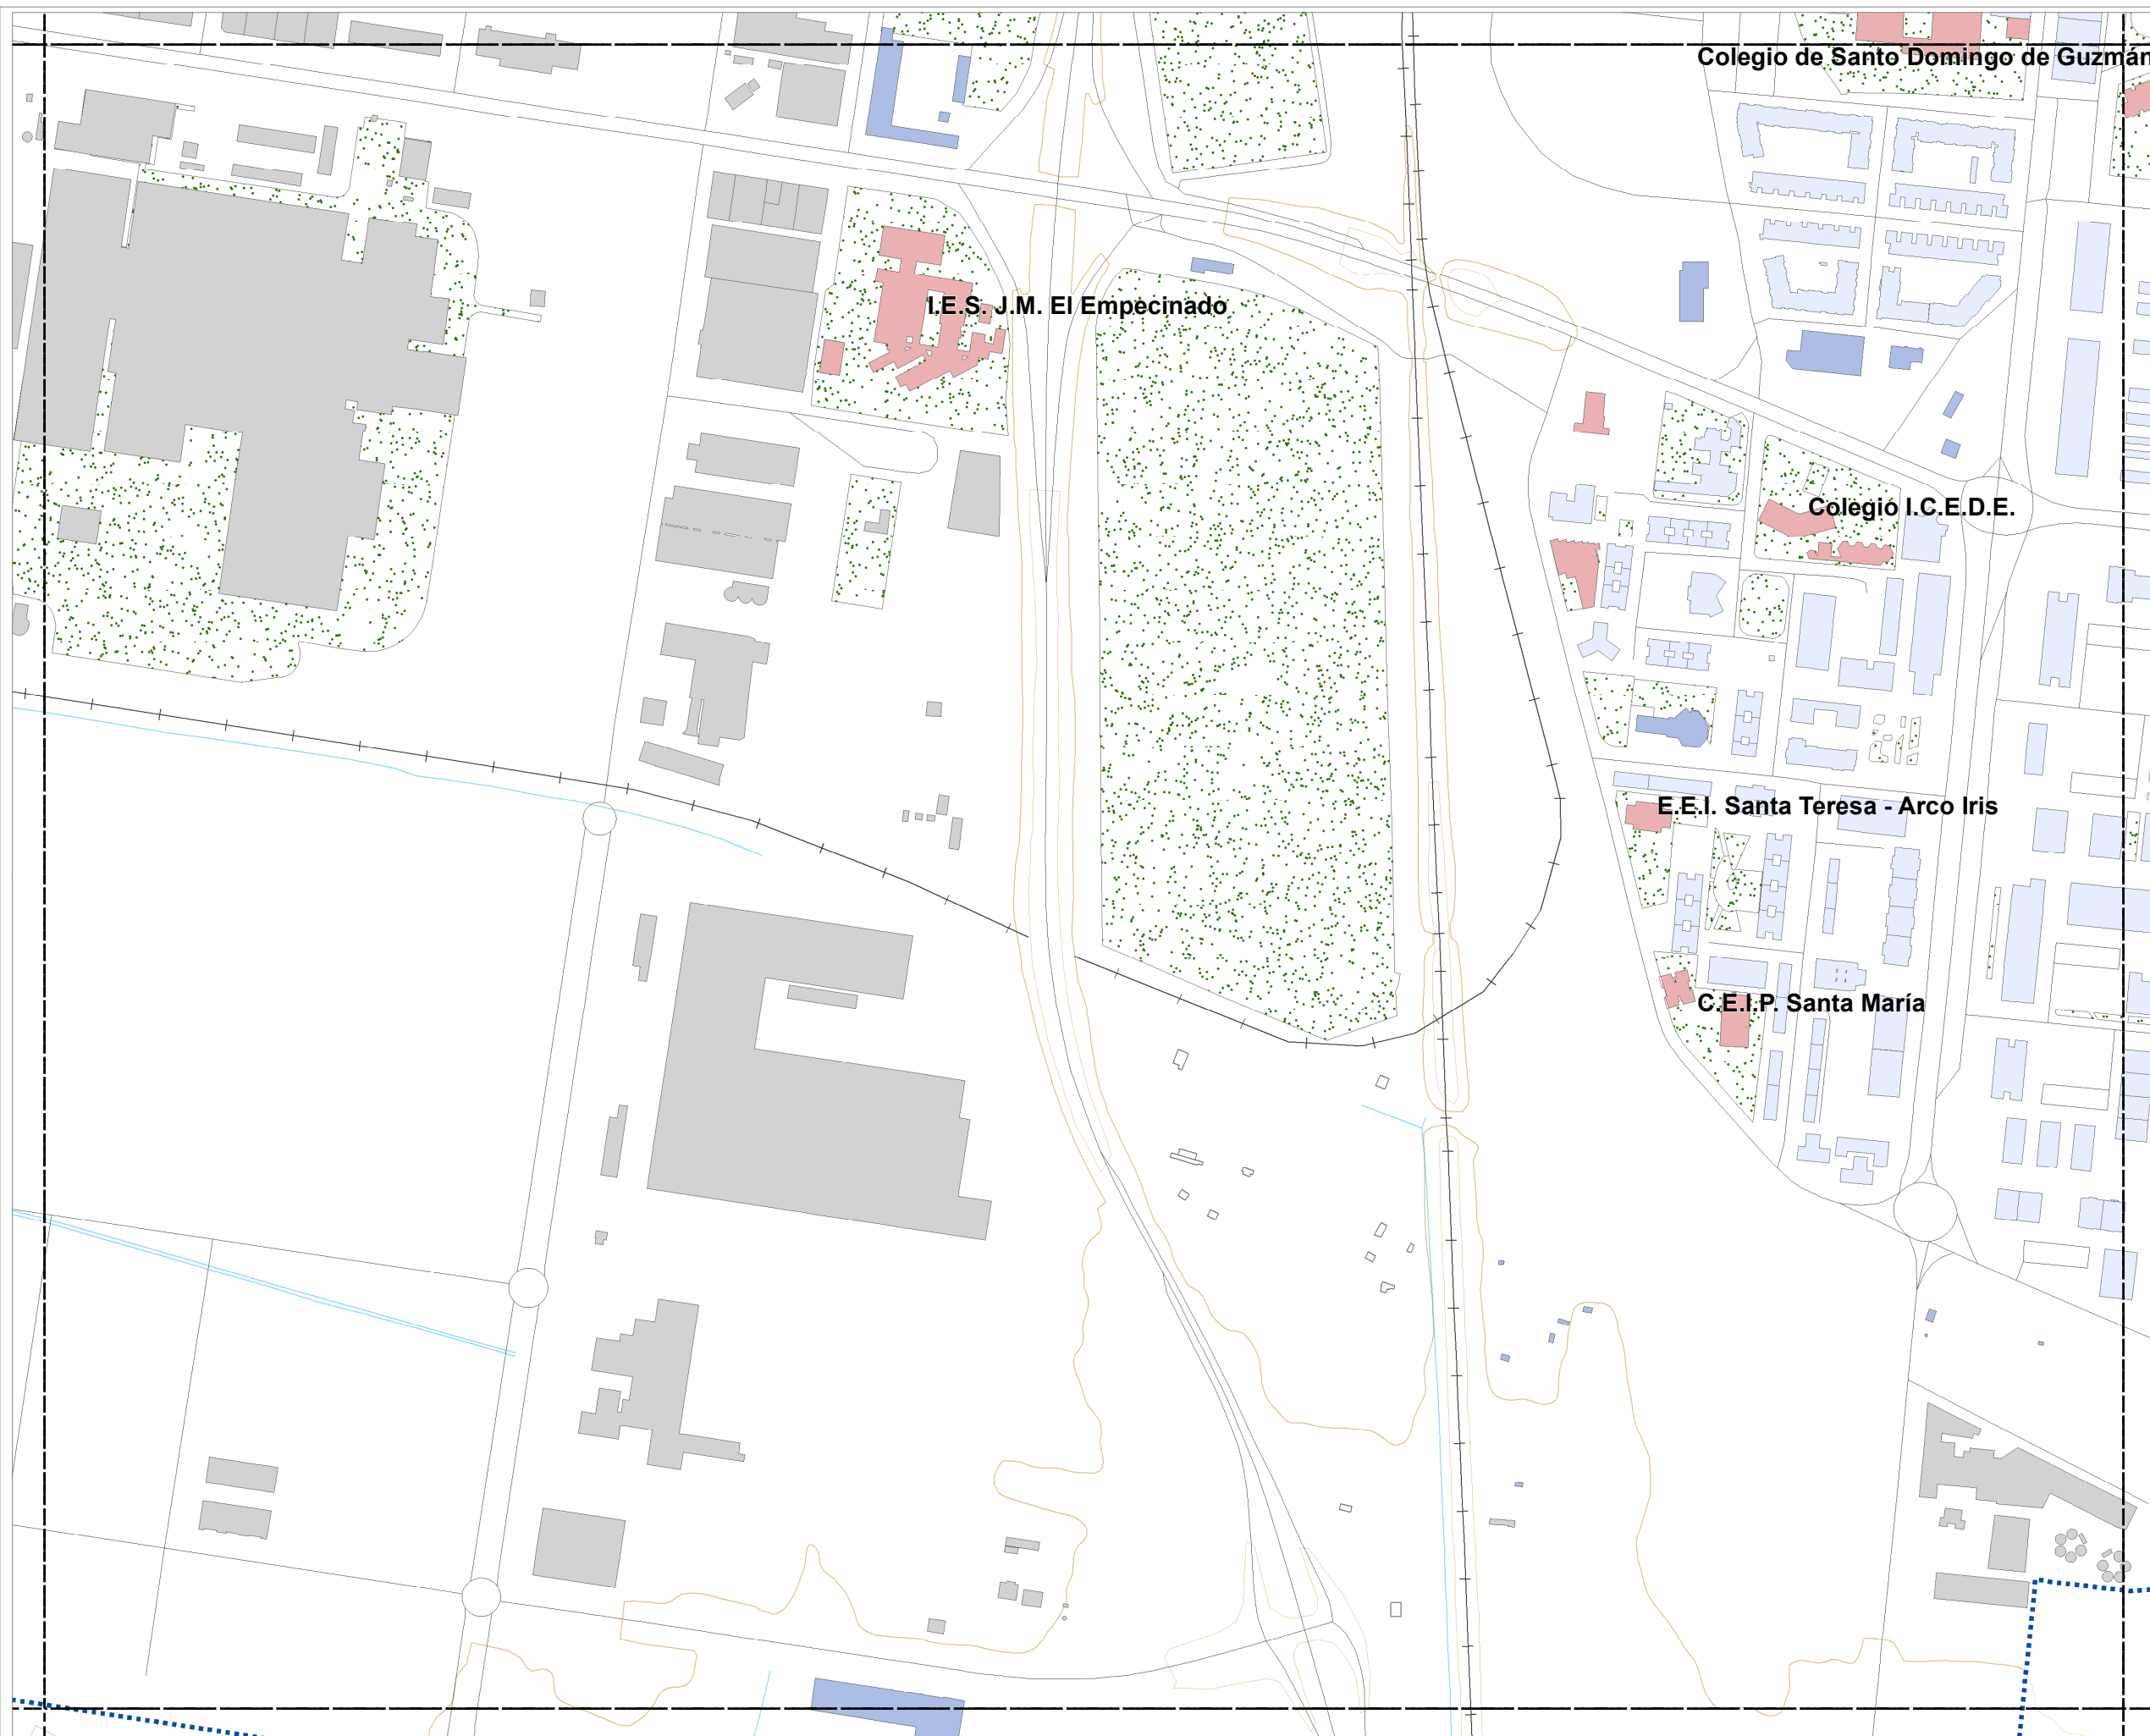 Colegio de Santo Domingo de Guzmán
I.E.S. J.M. El Empecinado
Colegio I.C.E.D.E.
E.E.I. Santa Teresa - Arco Iris
C.E.I.P. Santa María